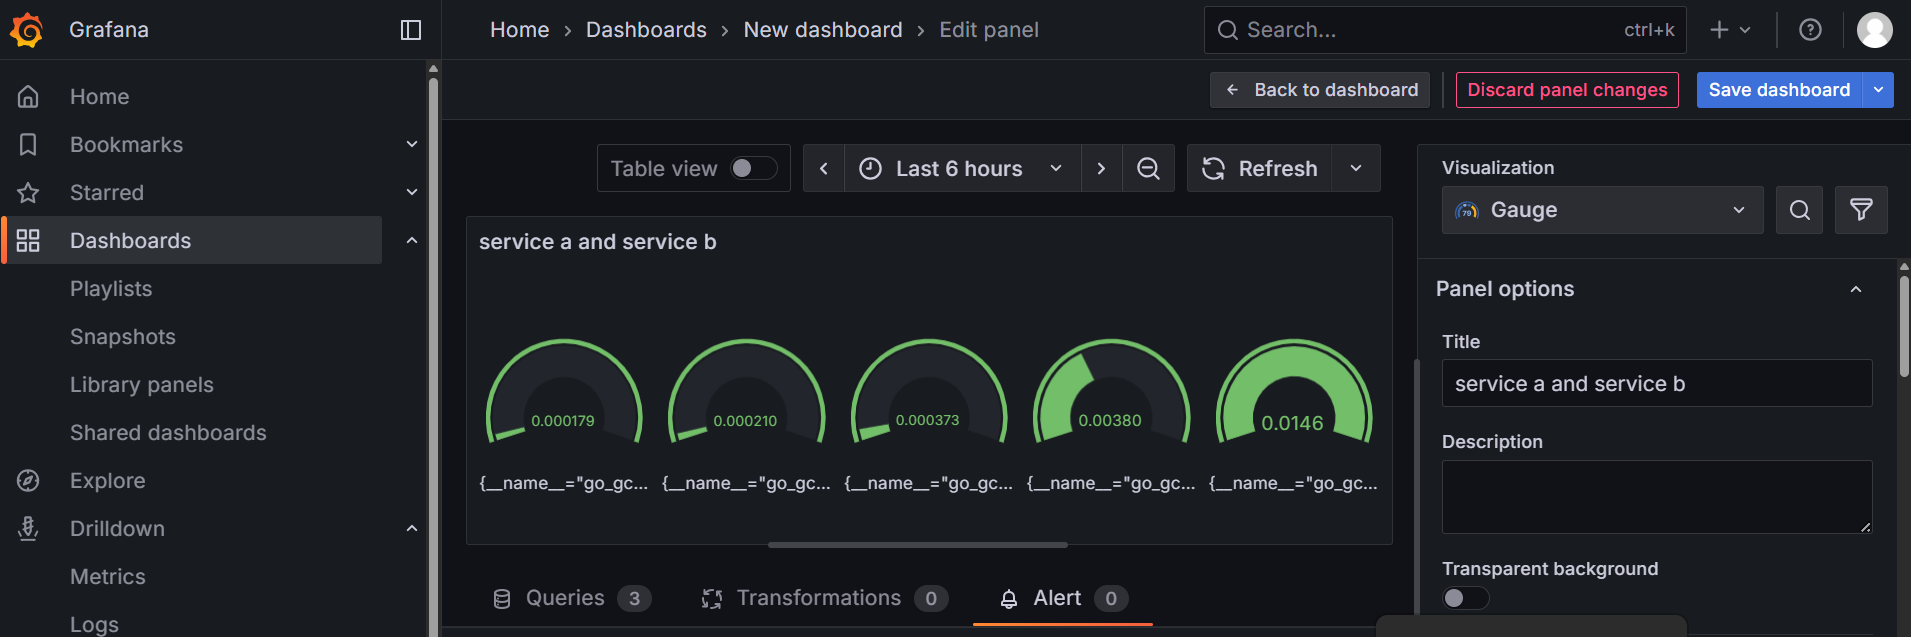 Grafana
Home
Bookmarks
Starred
Dashboards
Playlists
Snapshots
Library panels
Shared dashboards
Explore
Drilldown
Metrics
Logs
Home › Dashboards › New dashboard › Edit panel
Search... ctrl+k
Back to dashboard
Discard panel changes
Save dashboard
Table view
Last 6 hours
Refresh
service a and service b
0.000179
0.000210
0.000373
0.00380
0.0146
{__name__="go_gc...
{__name__="go_gc...
{__name__="go_gc...
{__name__="go_gc...
{__name__="go_gc...
Queries 3
Transformations 0
Alert 0
Visualization
79
Gauge
Panel options
Title
service a and service b
Description
Transparent background